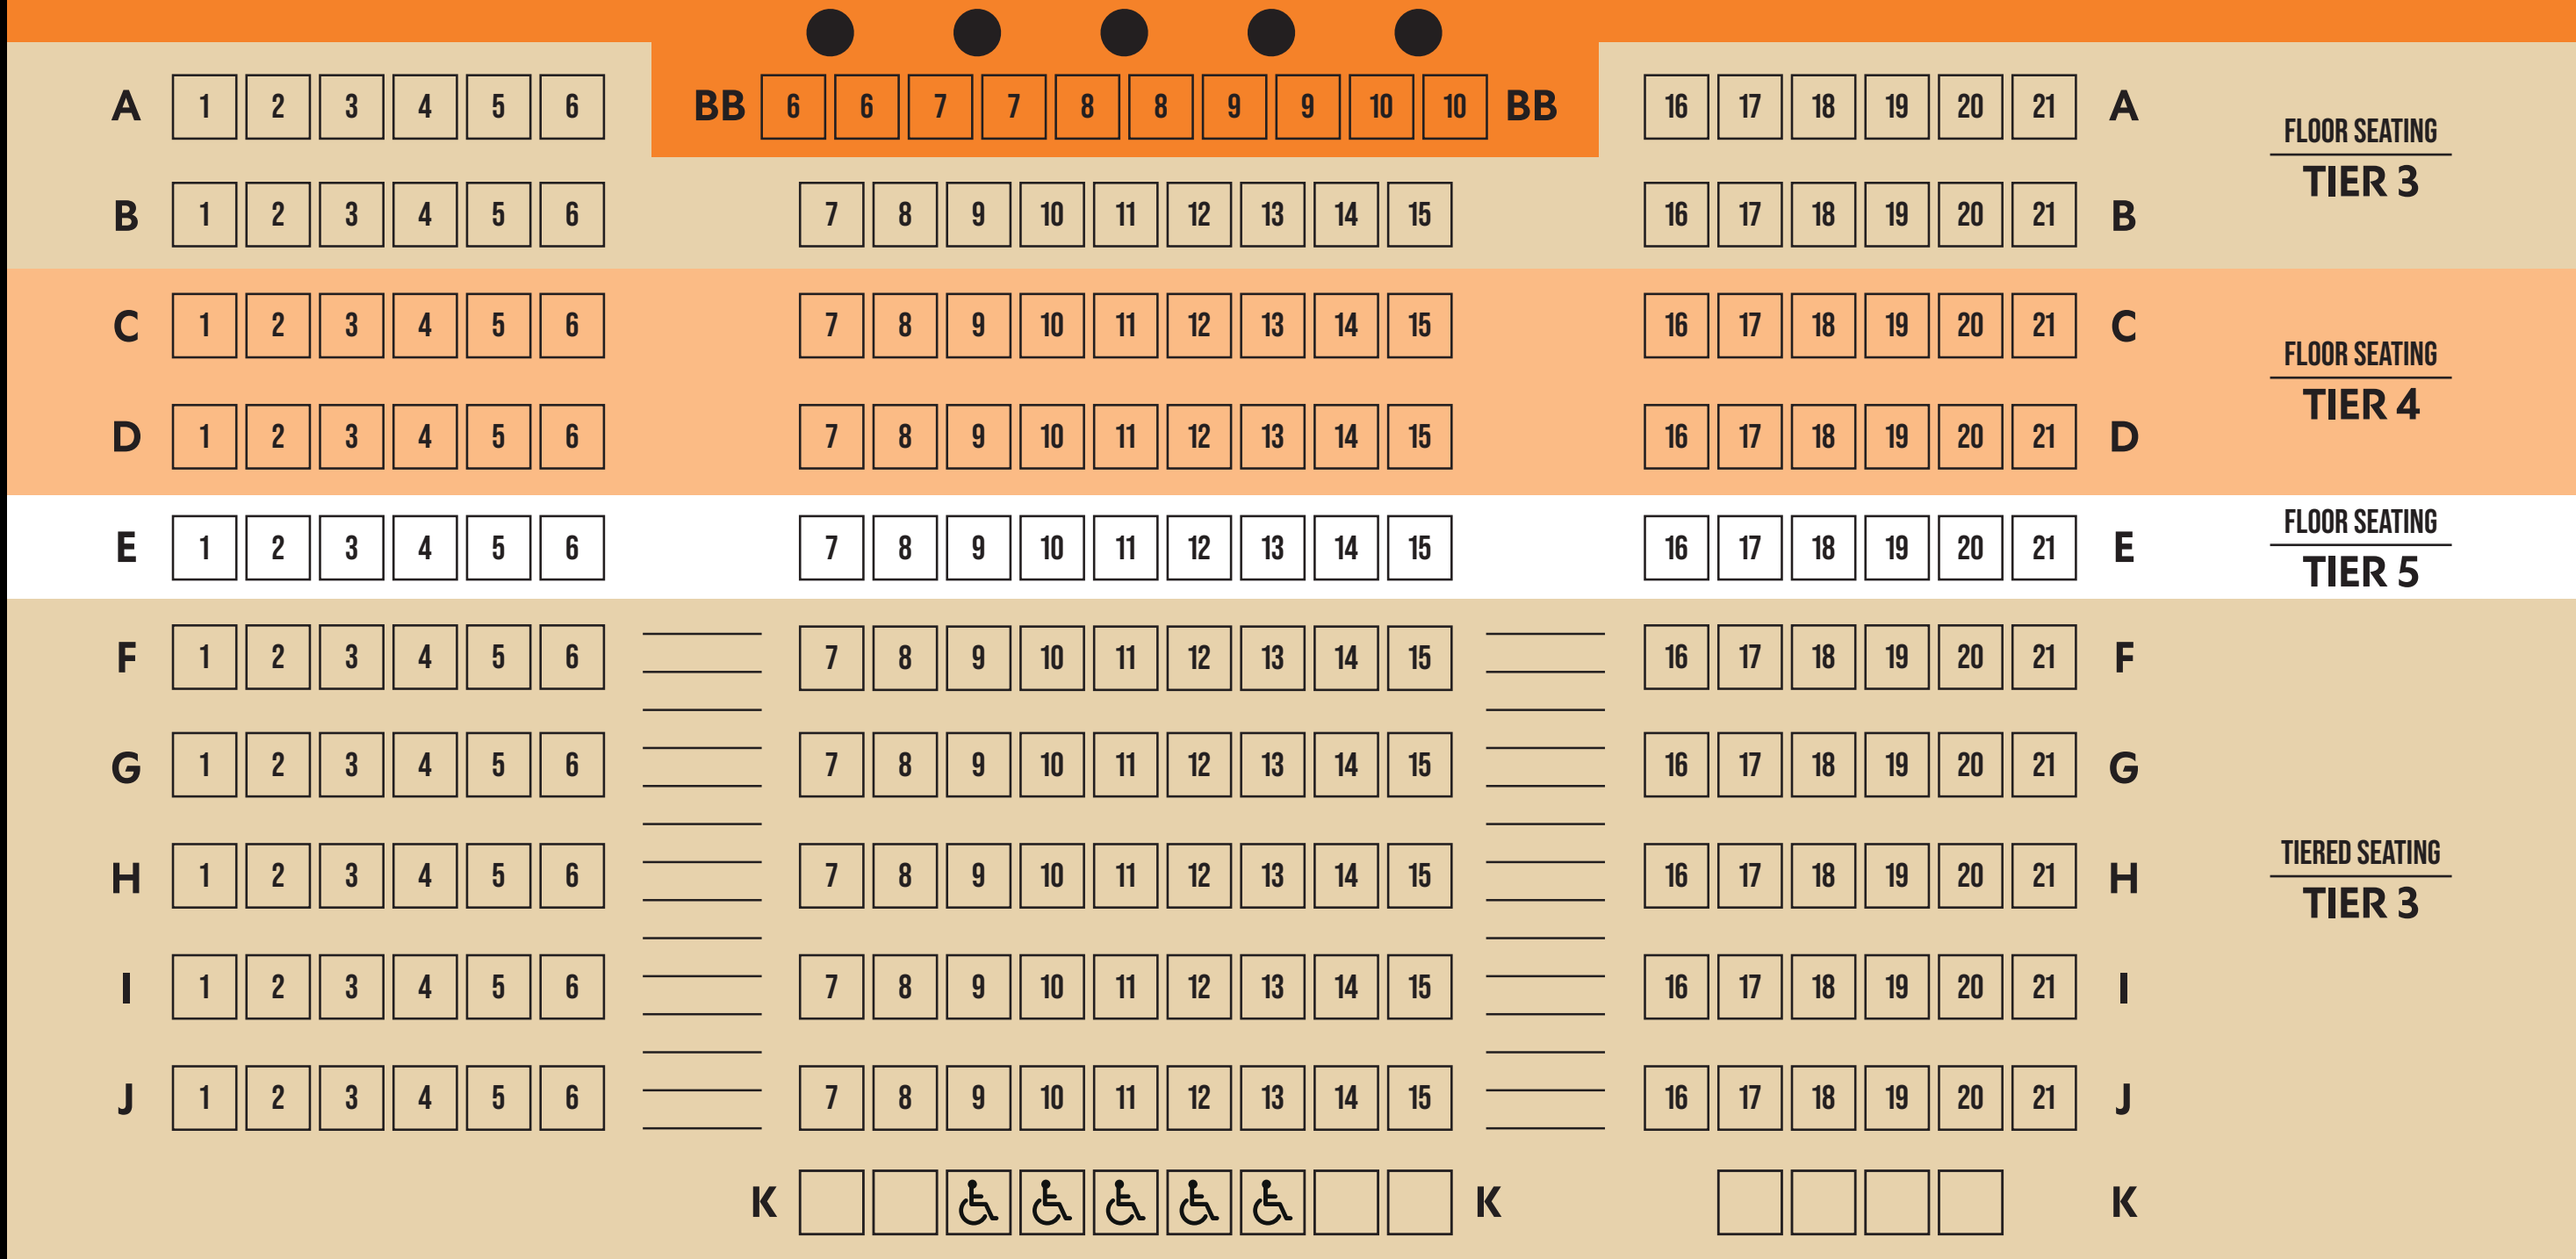 A 1 2 3 4 5 6 BB 6 6 7 7 8 8 9 9 10 10 BB 16 17 18 19 20 21 A
FLOOR SEATING
TIER 3
B 1 2 3 4 5 6 7 8 9 10 11 12 13 14 15 16 17 18 19 20 21 B
C 1 2 3 4 5 6 7 8 9 10 11 12 13 14 15 16 17 18 19 20 21 C
FLOOR SEATING
TIER 4
D 1 2 3 4 5 6 7 8 9 10 11 12 13 14 15 16 17 18 19 20 21 D
E 1 2 3 4 5 6 7 8 9 10 11 12 13 14 15 16 17 18 19 20 21 E
FLOOR SEATING
TIER 5
F 1 2 3 4 5 6 7 8 9 10 11 12 13 14 15 16 17 18 19 20 21 F
G 1 2 3 4 5 6 7 8 9 10 11 12 13 14 15 16 17 18 19 20 21 G
H 1 2 3 4 5 6 7 8 9 10 11 12 13 14 15 16 17 18 19 20 21 H
TIERED SEATING
TIER 3
I 1 2 3 4 5 6 7 8 9 10 11 12 13 14 15 16 17 18 19 20 21 I
J 1 2 3 4 5 6 7 8 9 10 11 12 13 14 15 16 17 18 19 20 21 J
K K K